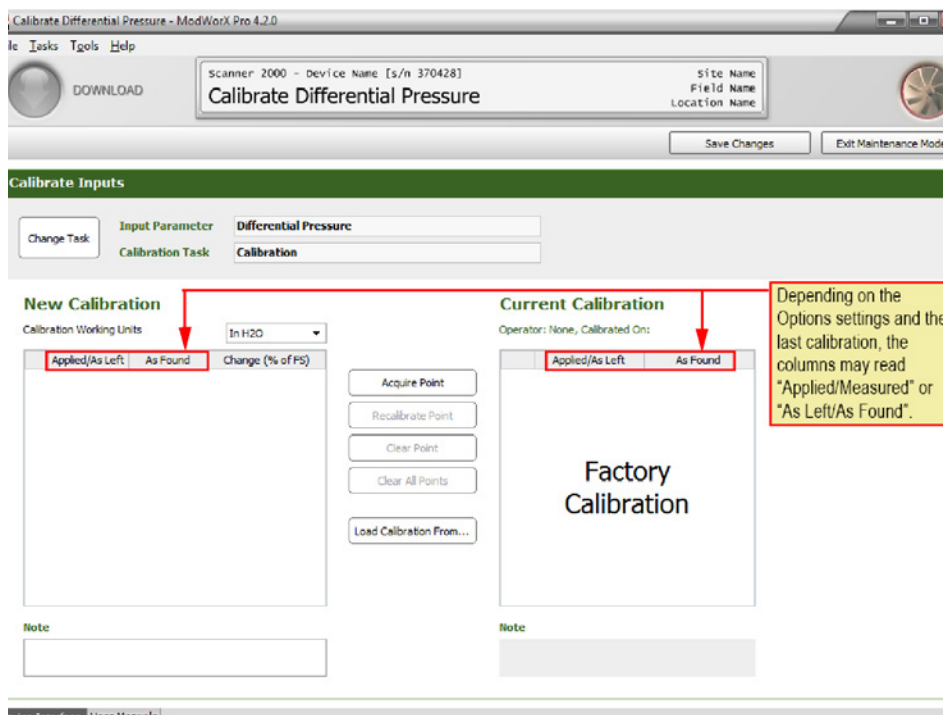 Calibrate Differential Pressure - ModWorX Pro 4.2.0
Tasks Tools Help
DOWNLOAD
Scanner 2000 - Device Name [s/n 370428]
Calibrate Differential Pressure
Site Name
Field Name
Location Name
Save Changes
Exit Maintenance Mode
Calibrate Inputs
Change Task
Input Parameter Differential Pressure
Calibration Task Calibration
New Calibration
Calibration Working Units In H2O
Applied/As Left As Found Change (% of FS)
Acquire Point
Recalibrate Point
Clear Point
Clear All Points
Load Calibration From...
Current Calibration
Operator: None, Calibrated On:
Applied/As Left As Found
Factory
Calibration
Depending on the
Options settings and the
last calibration, the
columns may read
“Applied/Measured” or
“As Left/As Found”.
Note
Note
User Manuals